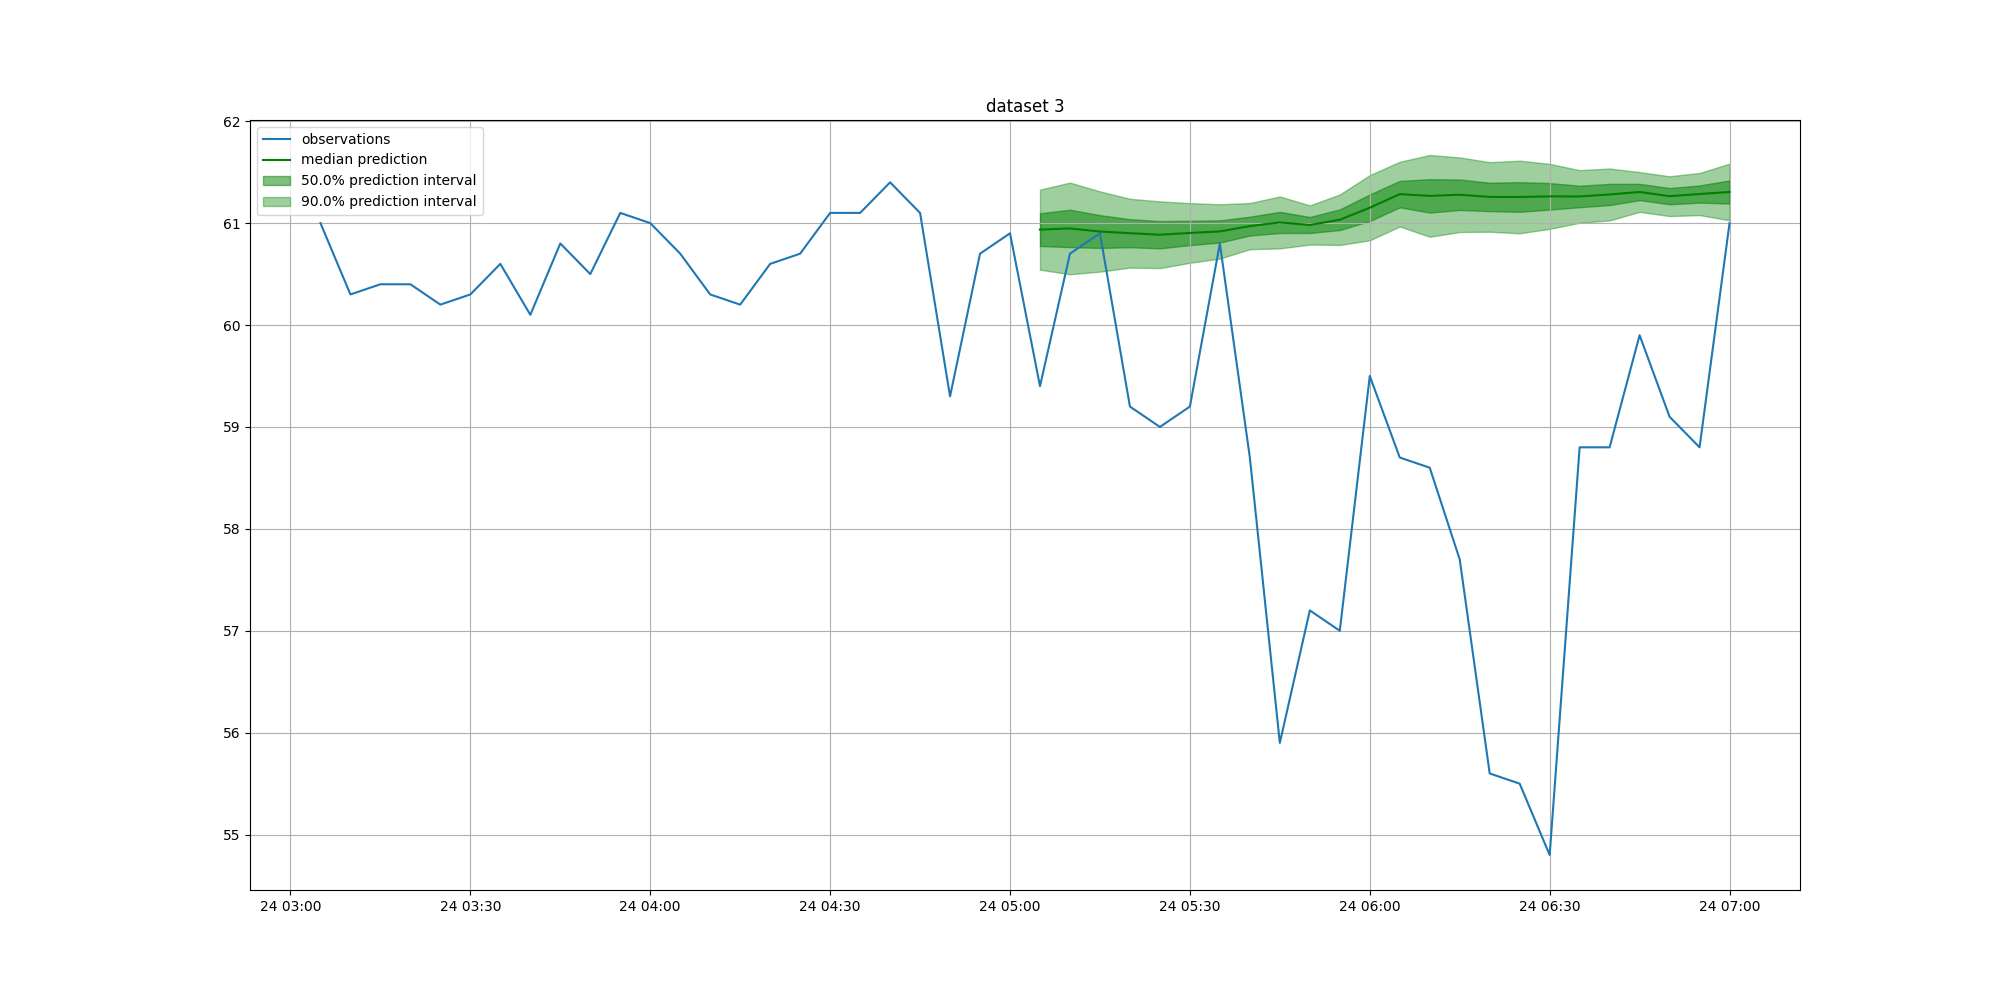 dataset 3
observations
median prediction
50.0% prediction interval
90.0% prediction interval
62
61
60
59
58
57
56
55
24 03:00 24 03:30 24 04:00 24 04:30 24 05:00 24 05:30 24 06:00 24 06:30 24 07:00